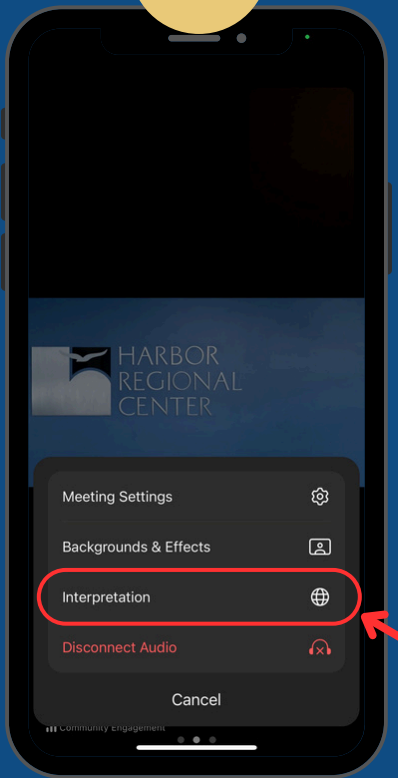 HARBOR
REGIONAL
CENTER
Meeting Settings
Backgrounds & Effects
Interpretation
Disconnect Audio
Cancel
Community Engagement